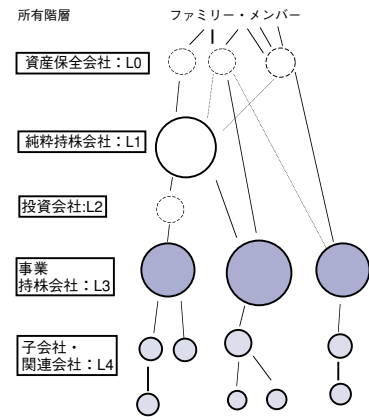 所有階層
ファミリー・メンバー
資産保全会社：L0
純粋持株会社：L1
投資会社:L2
事業
持株会社：L3
子会社・
関連会社：L4